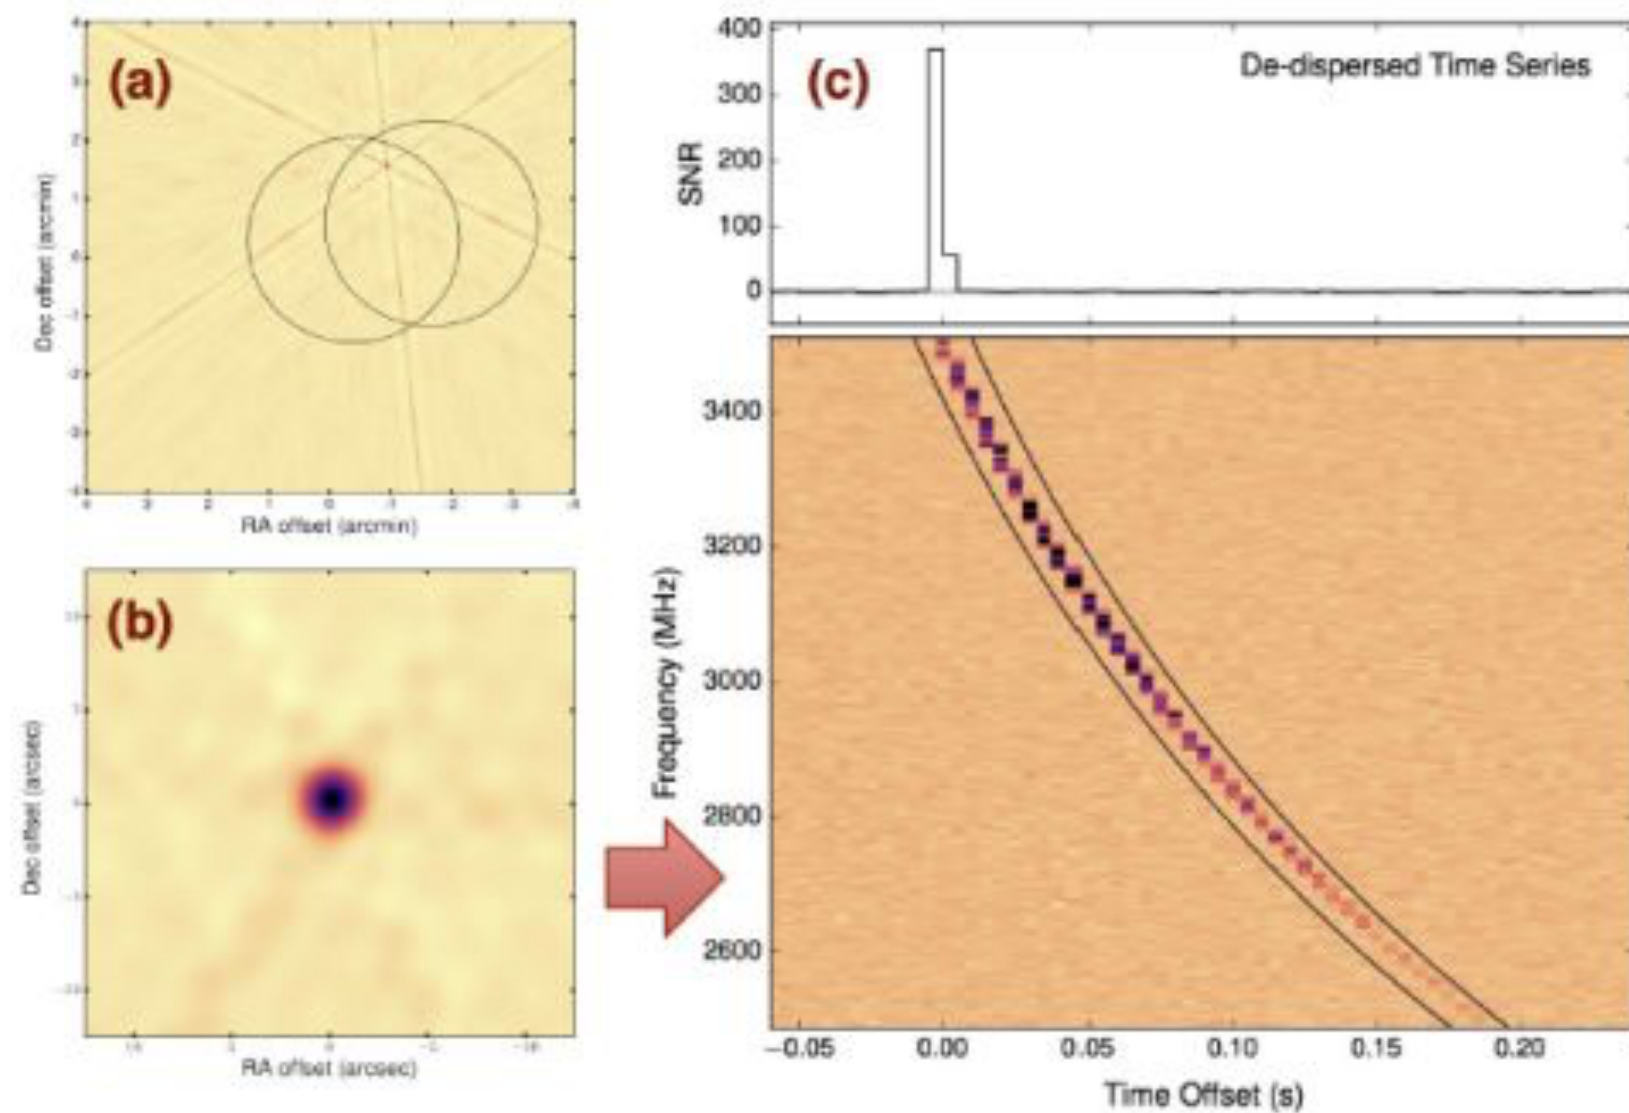 (a)
Dec offset (arcmin)
RA offset (arcmin)
(b)
Dec offset (arcsec)
RA offset (arcsec)
(c)
De-dispersed Time Series
SNR
400
300
200
100
0
Frequency (MHz)
3400
3200
3000
2800
2600
−0.05 0.00 0.05 0.10 0.15 0.20
Time Offset (s)